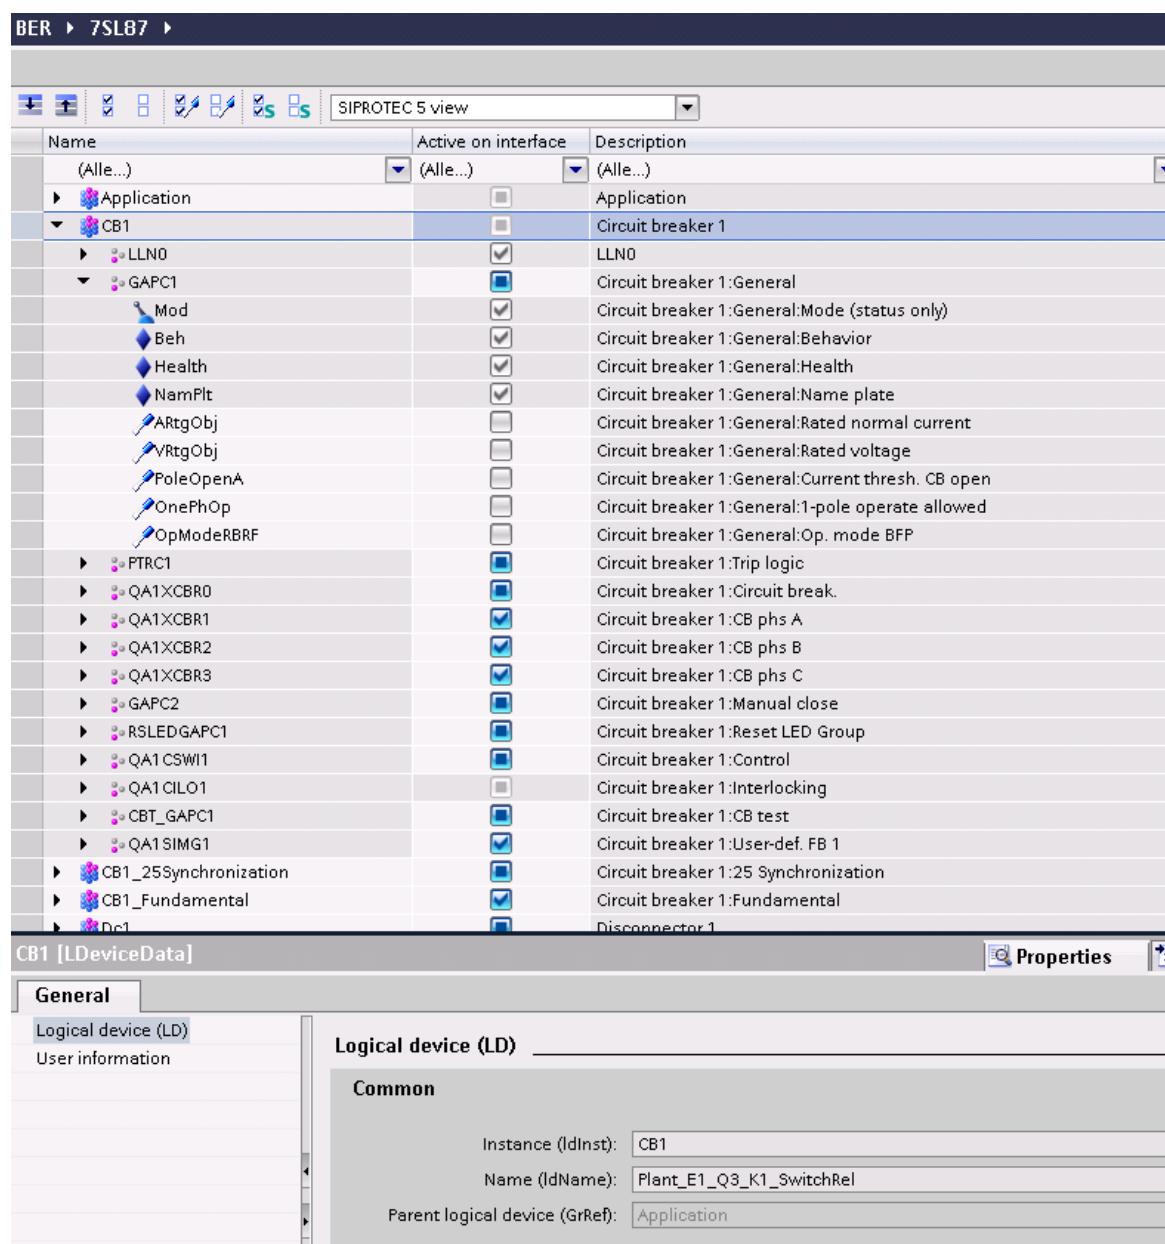 BER 7SL87
SIPROTEC 5 view
Name Active on interface Description
(Alle...) (Alle...) (Alle...)
Application Application
CB1 Circuit breaker 1
LLN0 LLN0
GAPC1 Circuit breaker 1:General
Mod Circuit breaker 1:General:Mode (status only)
Beh Circuit breaker 1:General:Behavior
Health Circuit breaker 1:General:Health
NamPlt Circuit breaker 1:General:Name plate
ARtgObj Circuit breaker 1:General:Rated normal current
VRtgObj Circuit breaker 1:General:Rated voltage
PoleOpenA Circuit breaker 1:General:Current thresh. CB open
OnePhOp Circuit breaker 1:General:1-pole operate allowed
OpModeRBRF Circuit breaker 1:General:Op. mode BFP
PTRC1 Circuit breaker 1:Trip logic
QA1XCBR0 Circuit breaker 1:Circuit break.
QA1XCBR1 Circuit breaker 1:CB phs A
QA1XCBR2 Circuit breaker 1:CB phs B
QA1XCBR3 Circuit breaker 1:CB phs C
GAPC2 Circuit breaker 1:Manual close
RSLEDGAPC1 Circuit breaker 1:Reset LED Group
QA1CSWI1 Circuit breaker 1:Control
QA1CILO1 Circuit breaker 1:Interlocking
CBT_GAPC1 Circuit breaker 1:CB test
QA1SIMG1 Circuit breaker 1:User-def. FB 1
CB1_25Synchronization Circuit breaker 1:25 Synchronization
CB1_Fundamental Circuit breaker 1:Fundamental
Dc1 Disconnector 1
CB1 [LDeviceData] Properties
General
Logical device (LD)
User information
Logical device (LD)
Common
Instance (ldInst): CB1
Name (ldName): Plant_E1_Q3_K1_SwitchRel
Parent logical device (GrRef): Application